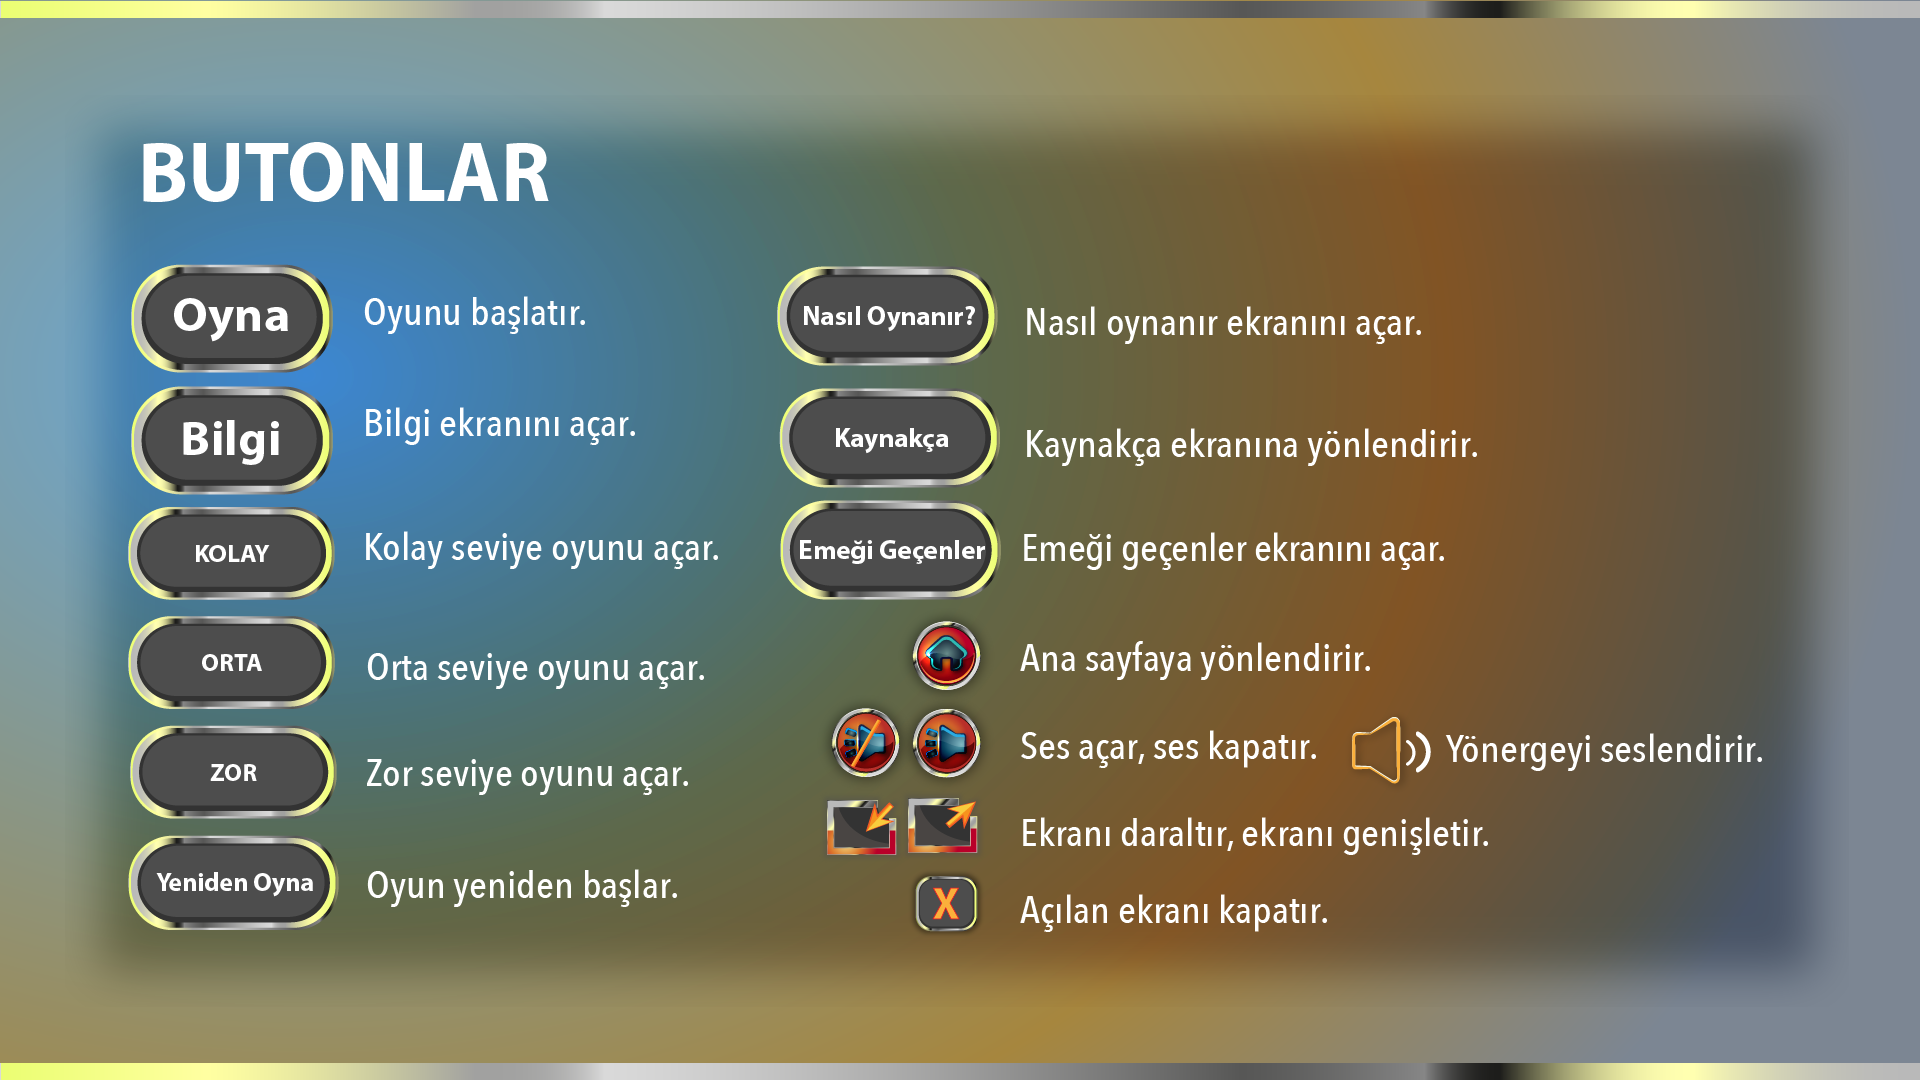 BUTONLAR
Oyna
Oyunu başlatır.
Bilgi
Bilgi ekranını açar.
KOLAY
Kolay seviye oyunu açar.
ORTA
Orta seviye oyunu açar.
ZOR
Zor seviye oyunu açar.
Yeniden Oyna
Oyun yeniden başlar.
Nasıl Oynanır?
Nasıl oynanır ekranını açar.
Kaynakça
Kaynakça ekranına yönlendirir.
Emeği Geçenler
Emeği geçenler ekranını açar.
Ana sayfaya yönlendirir.
Ses açar, ses kapatır.
Yönergeyi seslendirir.
Ekranı daraltır, ekranı genişletir.
X
Açılan ekranı kapatır.